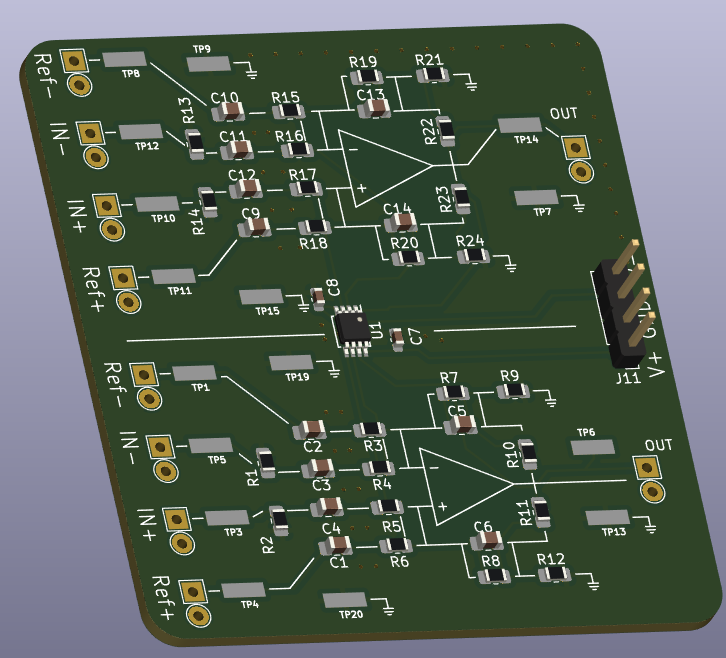 Ref-
TP8
TP9
R19
R21
C10
R15
C13
R13
IN-
TP12
C11
R16
R22
OUT
TP14
C12
R17
IN+
TP10
R14
C9
R18
C14
R23
TP7
R20
R24
Ref+
TP11
TP15
C8
U1
C7
V+
J11
TP19
Ref-
TP1
R7
R9
C2
R3
C5
IN-
TP5
R1
C3
R4
R10
TP6
OUT
IN+
TP3
R2
C4
R5
R11
TP13
C1
R6
C6
R8
R12
Ref+
TP4
TP20